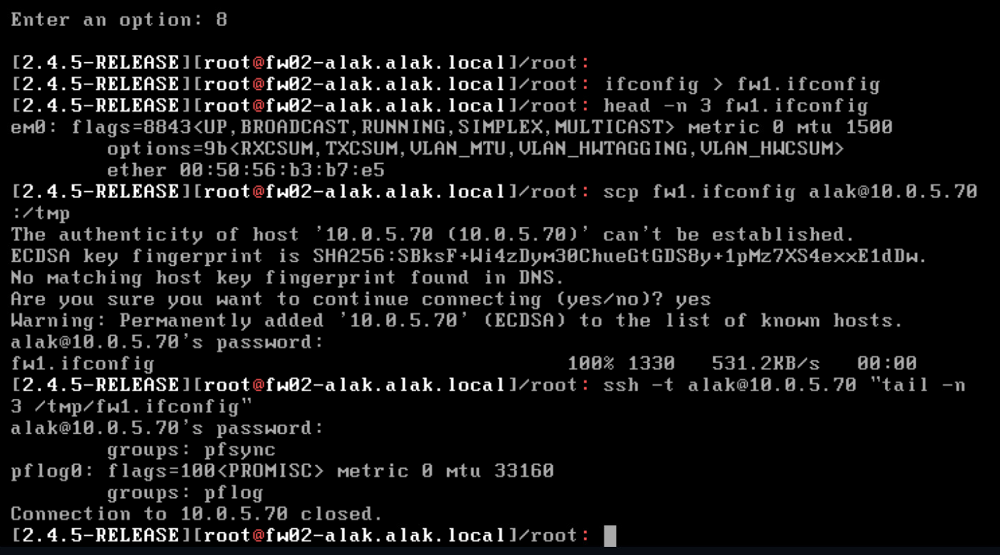 Enter an option: 8
[2.4.5-RELEASE][root@fw02-alak.alak.local]/root:
[2.4.5-RELEASE][root@fw02-alak.alak.local]/root: ifconfig > fw1.ifconfig
[2.4.5-RELEASE][root@fw02-alak.alak.local]/root: head -n 3 fw1.ifconfig
em0: flags=8843<UP,BROADCAST,RUNNING,SIMPLEX,MULTICAST> metric 0 mtu 1500
        options=9b<RXCSUM,TXCSUM,VLAN_MTU,VLAN_HWTAGGING,VLAN_HWCSUM>
        ether 00:50:56:b3:b7:e5
[2.4.5-RELEASE][root@fw02-alak.alak.local]/root: scp fw1.ifconfig alak@10.0.5.70
:/tmp
The authenticity of host '10.0.5.70 (10.0.5.70)' can't be established.
ECDSA key fingerprint is SHA256:SBksF+Wi4zDym30ChueGtGDS8y+1pMz7XS4exxE1dDw.
No matching host key fingerprint found in DNS.
Are you sure you want to continue connecting (yes/no)? yes
Warning: Permanently added '10.0.5.70' (ECDSA) to the list of known hosts.
alak@10.0.5.70's password:
fw1.ifconfig                                  100% 1330   531.2KB/s   00:00
[2.4.5-RELEASE][root@fw02-alak.alak.local]/root: ssh -t alak@10.0.5.70 "tail -n
3 /tmp/fw1.ifconfig"
alak@10.0.5.70's password:
        groups: pfsync
pflog0: flags=100<PROMISC> metric 0 mtu 33160
        groups: pflog
Connection to 10.0.5.70 closed.
[2.4.5-RELEASE][root@fw02-alak.alak.local]/root: